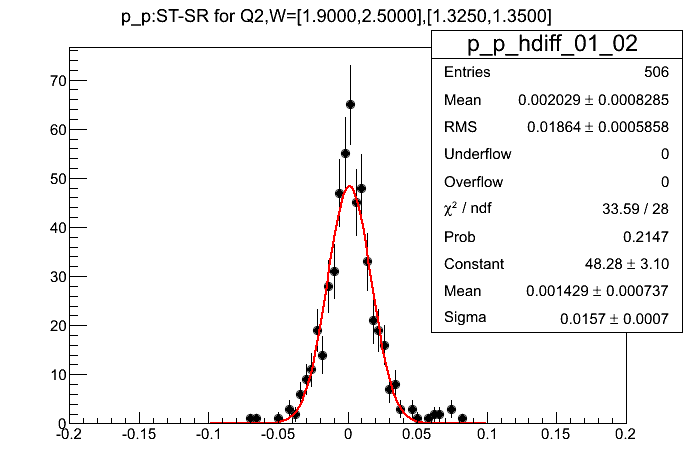 p_p:ST-SR for Q2,W=[1.9000,2.5000],[1.3250,1.3500]
p_p_hdiff_01_02
Entries 506
Mean 0.002029 ± 0.0008285
RMS 0.01864 ± 0.0005858
Underflow 0
Overflow 0
χ² / ndf 33.59 / 28
Prob 0.2147
Constant 48.28 ± 3.10
Mean 0.001429 ± 0.000737
Sigma 0.0157 ± 0.0007
70
60
50
40
30
20
10
0
-0.2 -0.15 -0.1 -0.05 0 0.05 0.1 0.15 0.2